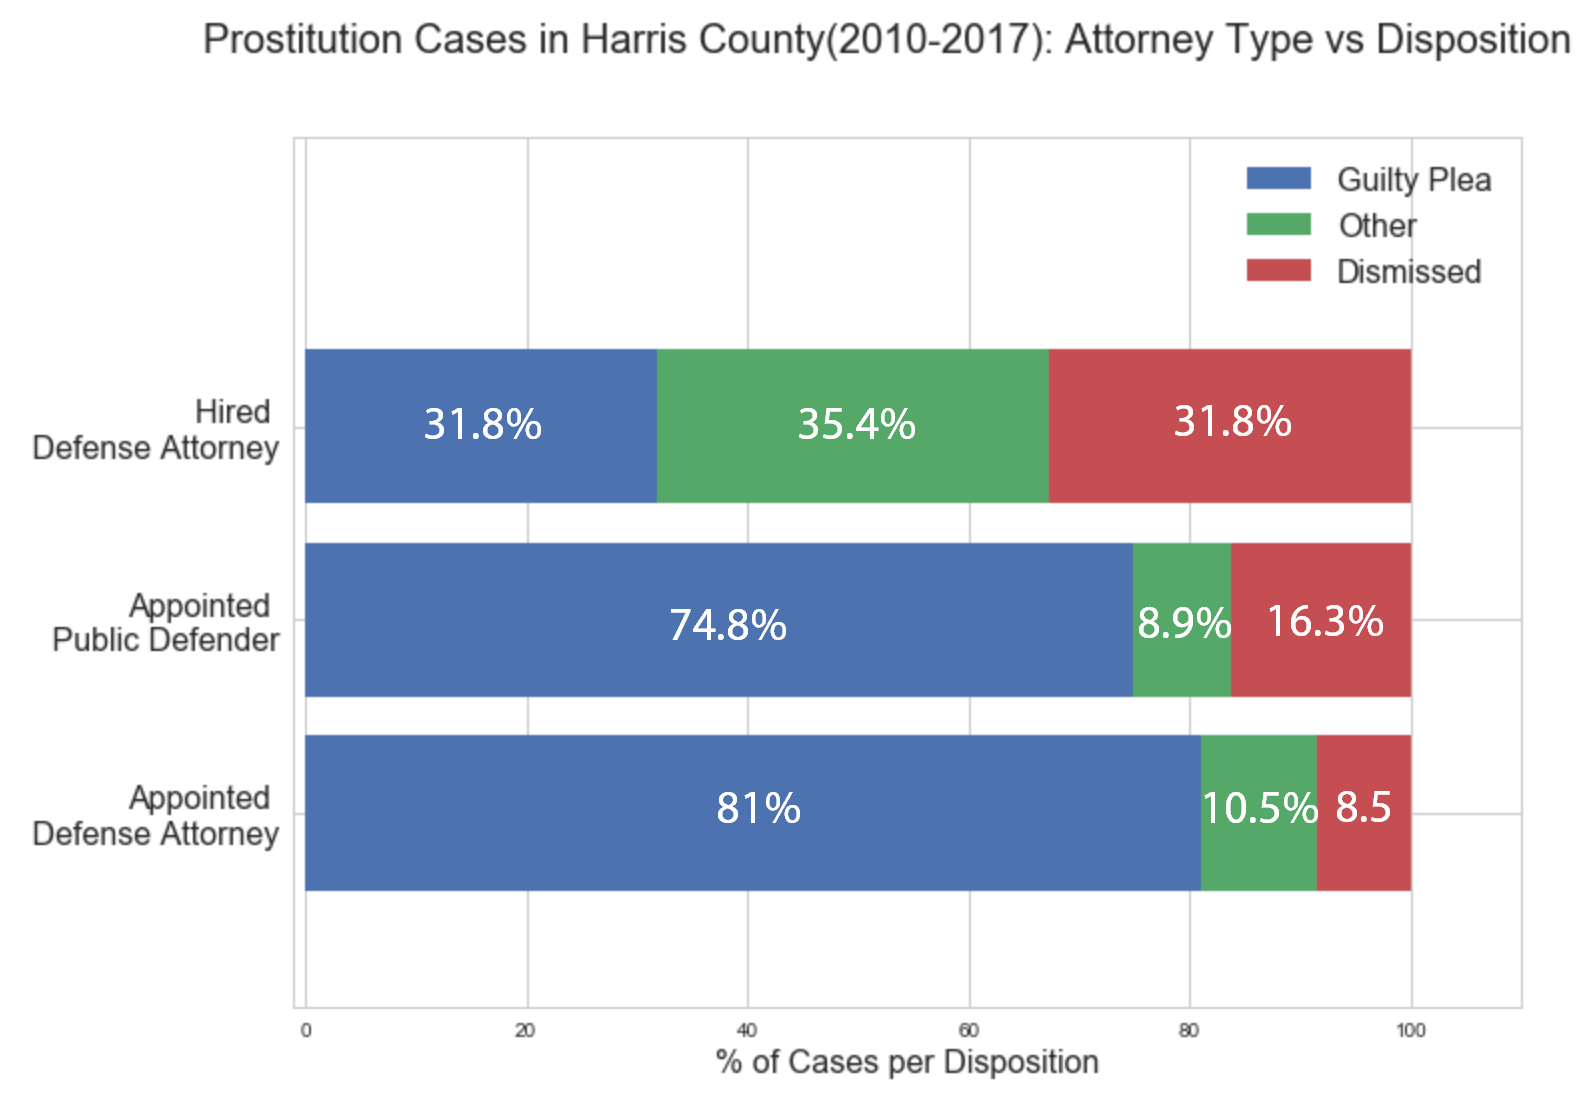 Prostitution Cases in Harris County(2010-2017): Attorney Type vs Disposition
Guilty Plea
Other
Dismissed
Hired
Defense Attorney
31.8%
35.4%
31.8%
Appointed
Public Defender
74.8%
8.9%
16.3%
Appointed
Defense Attorney
81%
10.5%
8.5
0
20
40
60
80
100
% of Cases per Disposition